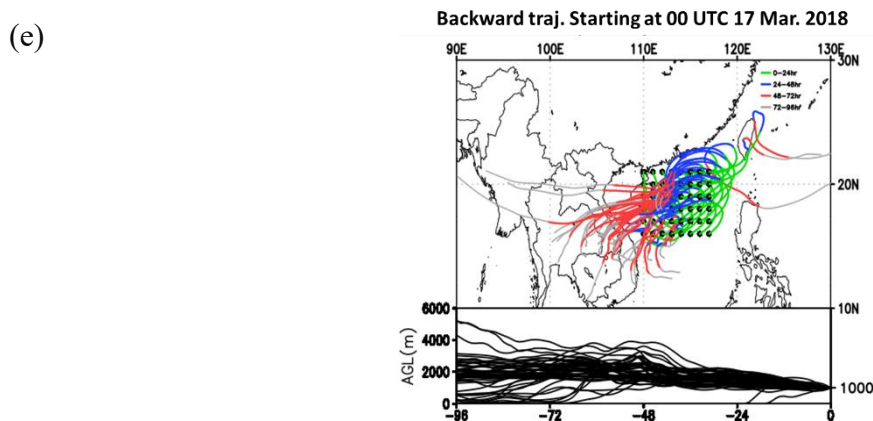 Backward traj. Starting at 00 UTC 17 Mar. 2018
(e)
90E 100E 110E 120E 130E
30N
0-24hr
24-48hr
48-72hr
72-96hr
20N
10N
6000
4000
2000
0
AGL(m)
1000
-96 -72 -48 -24 0